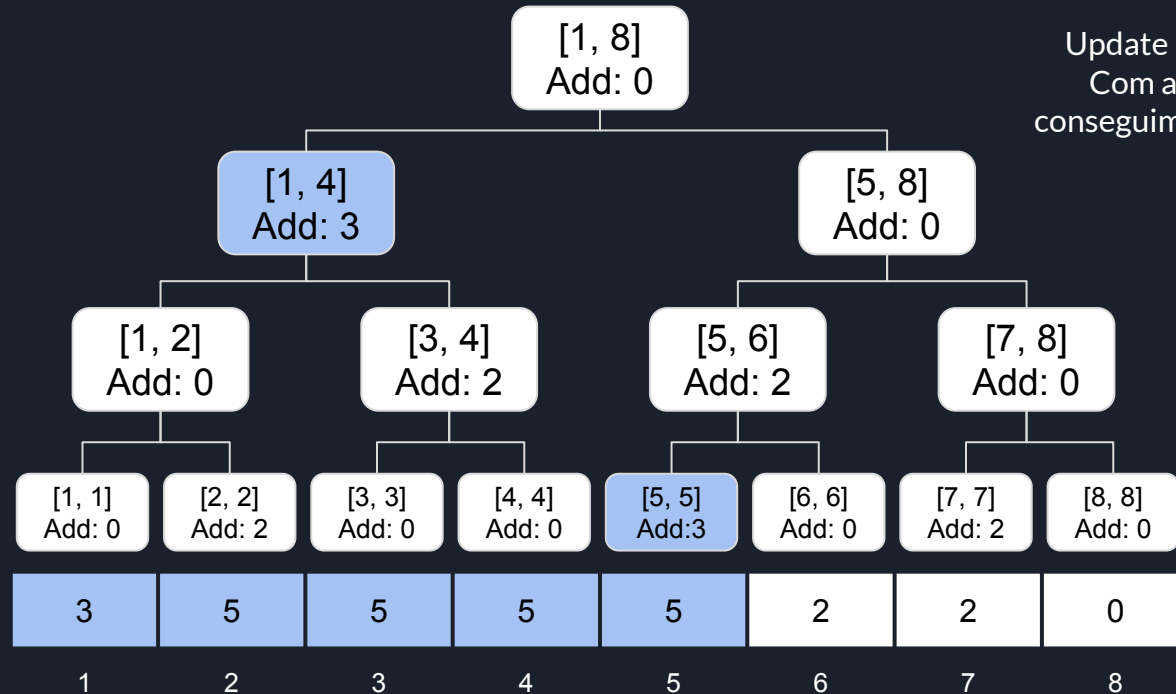 [1, 8]
Add: 0
Update
Com a
[1, 4]
Add: 3
[5, 8]
Add: 0
[1, 2]
Add: 0
[3, 4]
Add: 2
[5, 6]
Add: 2
[7, 8]
Add: 0
[1, 1]
Add: 0
[2, 2]
Add: 2
[3, 3]
Add: 0
[4, 4]
Add: 0
[5, 5]
Add:3
[6, 6]
Add: 0
[7, 7]
Add: 2
[8, 8]
Add: 0
3 5 5 5 5 2 2 0
1 2 3 4 5 6 7 8